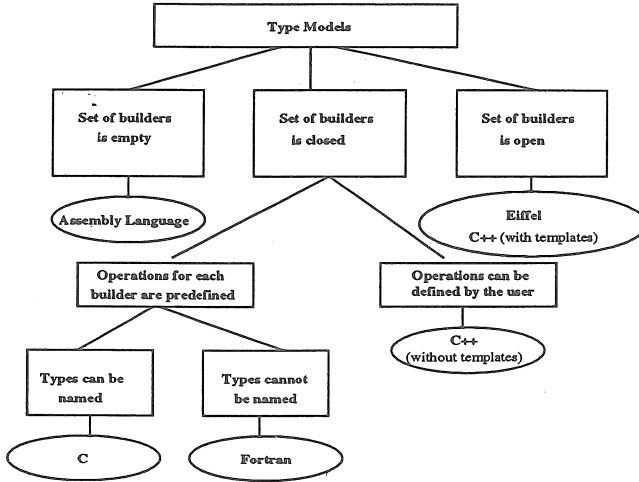 Type Models
Set of builders
is empty
Set of builders
is closed
Set of builders
is open
Assembly Language
Eiffel
C++ (with templates)
Operations for each
builder are predefined
Operations can be
defined by the user
C++
(without templates)
Types can be
named
Types cannot
be named
C
Fortran